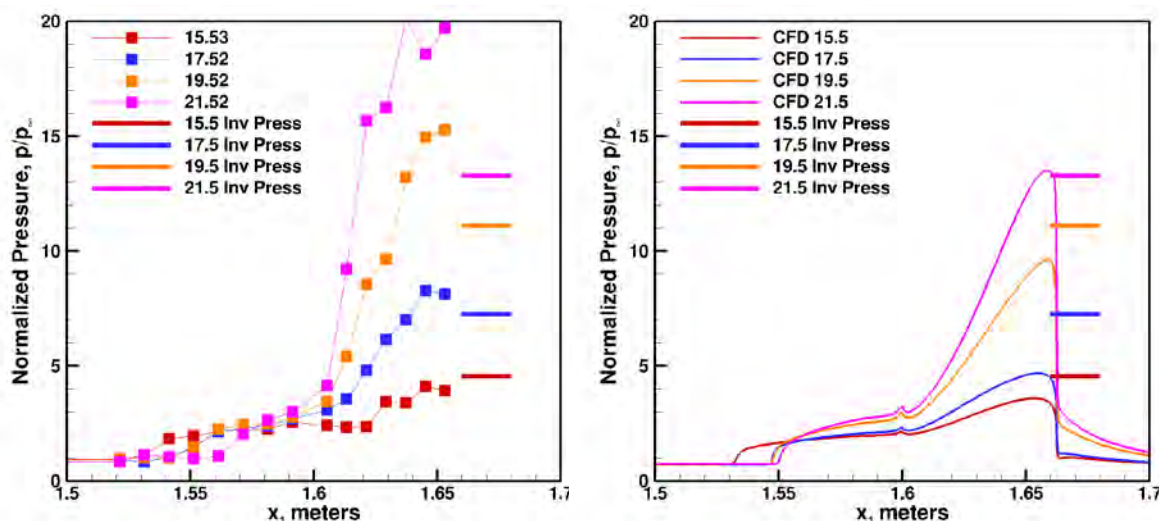 20
15
10
5
0
Normalized Pressure, p/p∞
15.53
17.52
19.52
21.52
15.5 Inv Press
17.5 Inv Press
19.5 Inv Press
21.5 Inv Press
1.5
1.55
1.6
1.65
1.7
x, meters
20
15
10
5
0
Normalized Pressure, p/p∞
CFD 15.5
CFD 17.5
CFD 19.5
CFD 21.5
15.5 Inv Press
17.5 Inv Press
19.5 Inv Press
21.5 Inv Press
1.5
1.55
1.6
1.65
1.7
x, meters